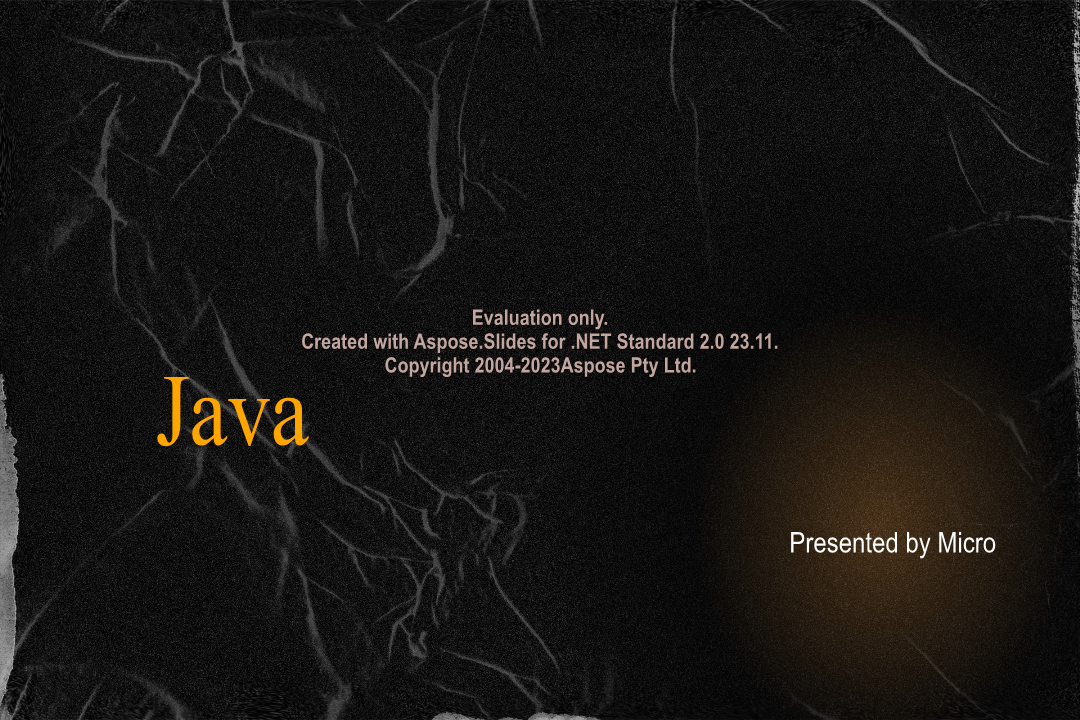 Evaluation only.
Created with Aspose.Slides for .NET Standard 2.0 23.11.
Copyright 2004-2023Aspose Pty Ltd.
Java
Presented by Micro